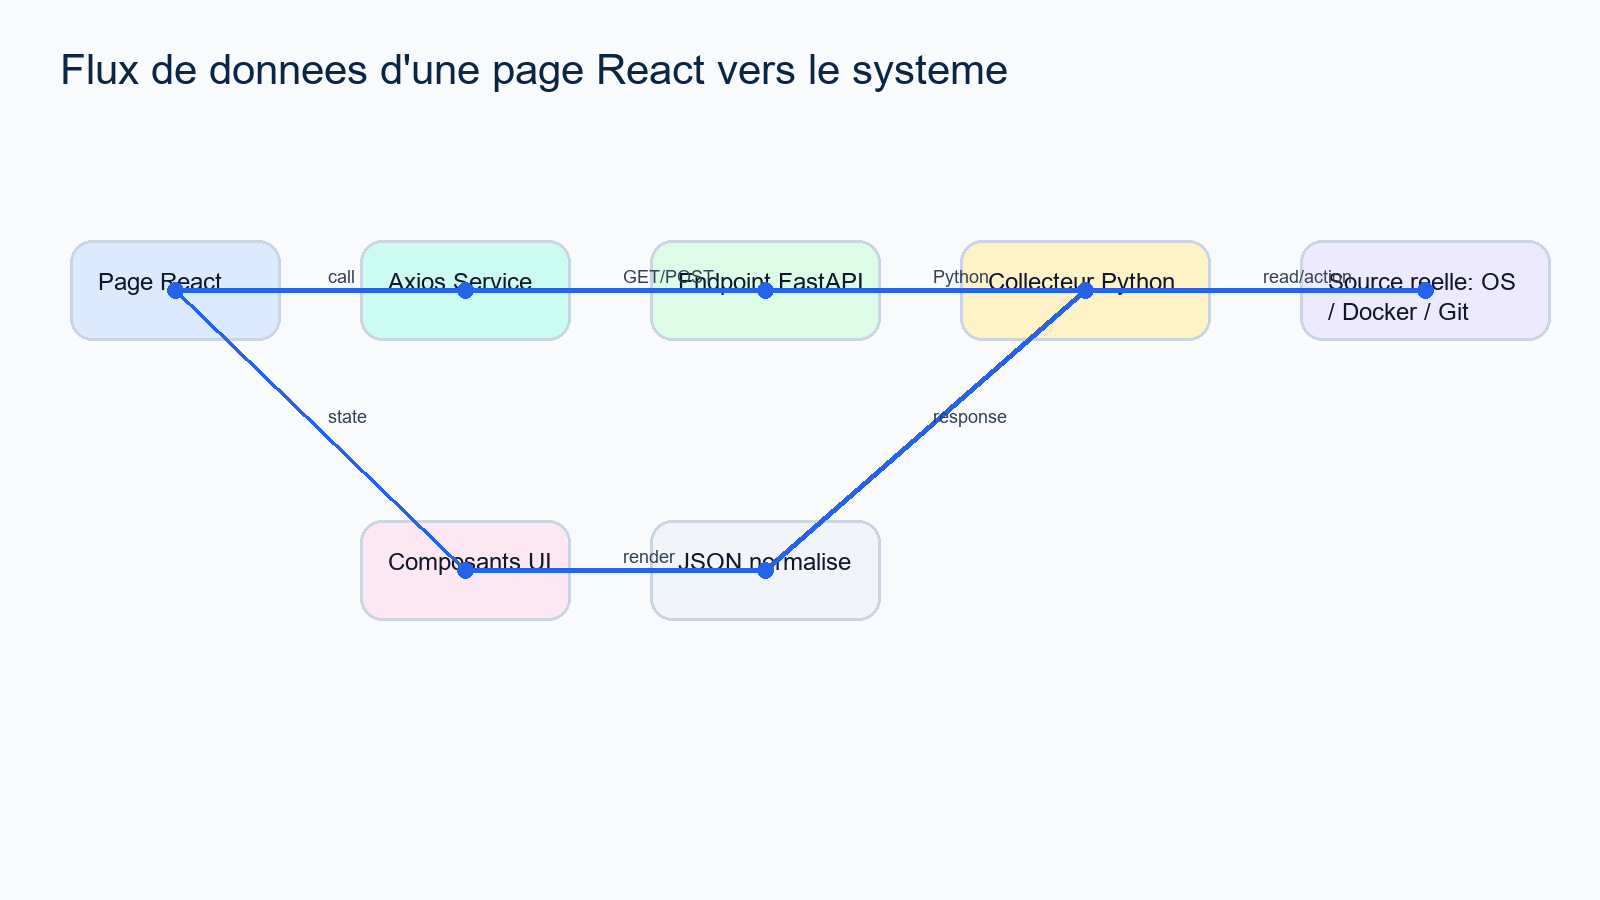 Flux de donnees d'une page React vers le systeme
Page React
call
Axios Service
GET/POST
Endpoint FastAPI
Python
Collecteur Python
read/action
Source reelle: OS
/ Docker / Git
state
response
Composants UI
render
JSON normalise